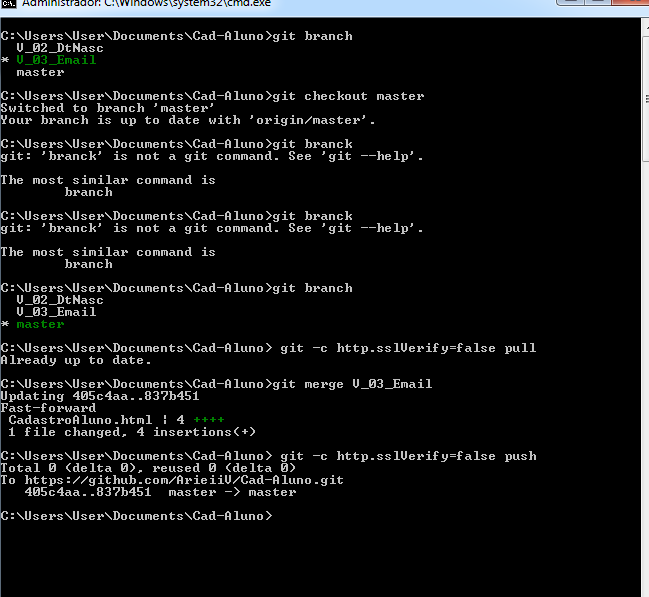 Administrador: C:\Windows\system32\cmd.exe
C:\Users\User\Documents\Cad-Aluno>git branch
  V_02_DtNasc
* V_03_Email
  master
C:\Users\User\Documents\Cad-Aluno>git checkout master
Switched to branch 'master'
Your branch is up to date with 'origin/master'.
C:\Users\User\Documents\Cad-Aluno>git branck
git: 'branck' is not a git command. See 'git --help'.
The most similar command is
        branch
C:\Users\User\Documents\Cad-Aluno>git branck
git: 'branck' is not a git command. See 'git --help'.
The most similar command is
        branch
C:\Users\User\Documents\Cad-Aluno>git branch
  V_02_DtNasc
  V_03_Email
* master
C:\Users\User\Documents\Cad-Aluno> git -c http.sslVerify=false pull
Already up to date.
C:\Users\User\Documents\Cad-Aluno>git merge V_03_Email
Updating 405c4aa..837b451
Fast-forward
 CadastroAluno.html | 4 ++++
 1 file changed, 4 insertions(+)
C:\Users\User\Documents\Cad-Aluno> git -c http.sslVerify=false push
Total 0 (delta 0), reused 0 (delta 0)
To https://github.com/ArieiiV/Cad-Aluno.git
   405c4aa..837b451  master -> master
C:\Users\User\Documents\Cad-Aluno>